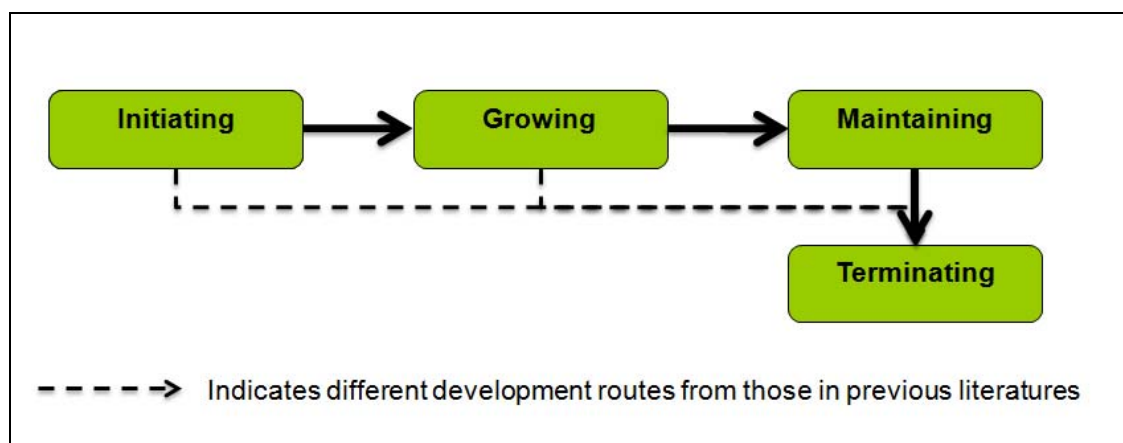 Initiating
Growing
Maintaining
Terminating
Indicates different development routes from those in previous literatures